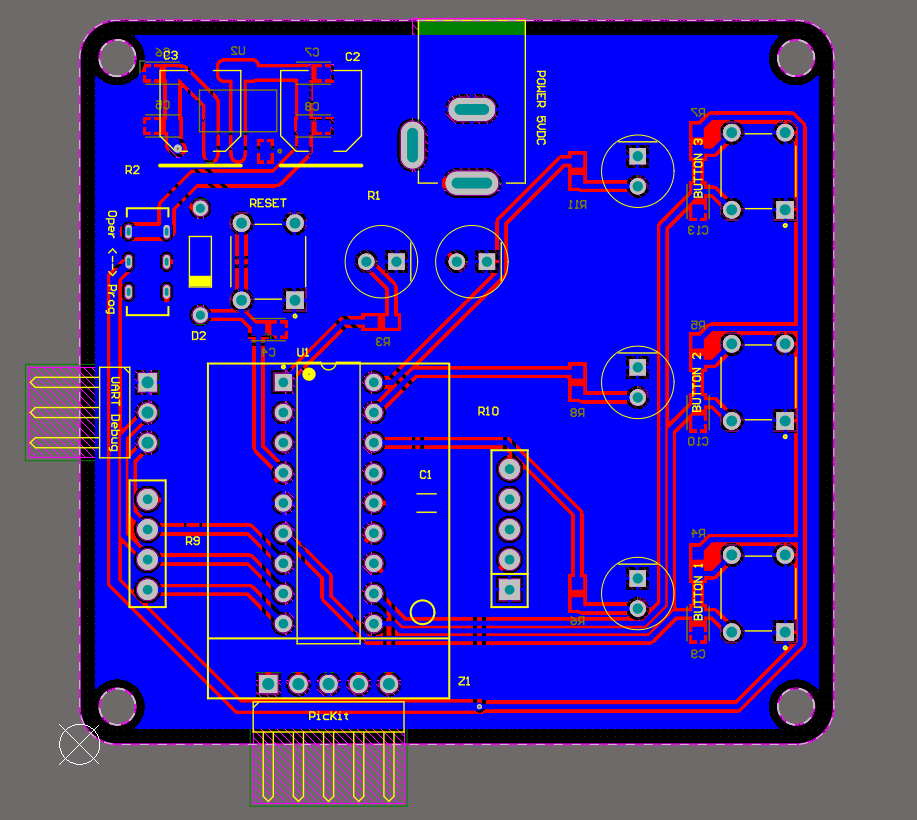 C6
C3
U2
C7
C2
C5
C8
POWER 5VDC
R2
R1
RESET
Oper <---> Prog
D2
C4
R3
U1
R11
R7
BUTTON 3
C13
R5
BUTTON 2
R8
C10
UART Debug
R10
C1
R9
R4
BUTTON 1
R6
C9
Z1
PicKit